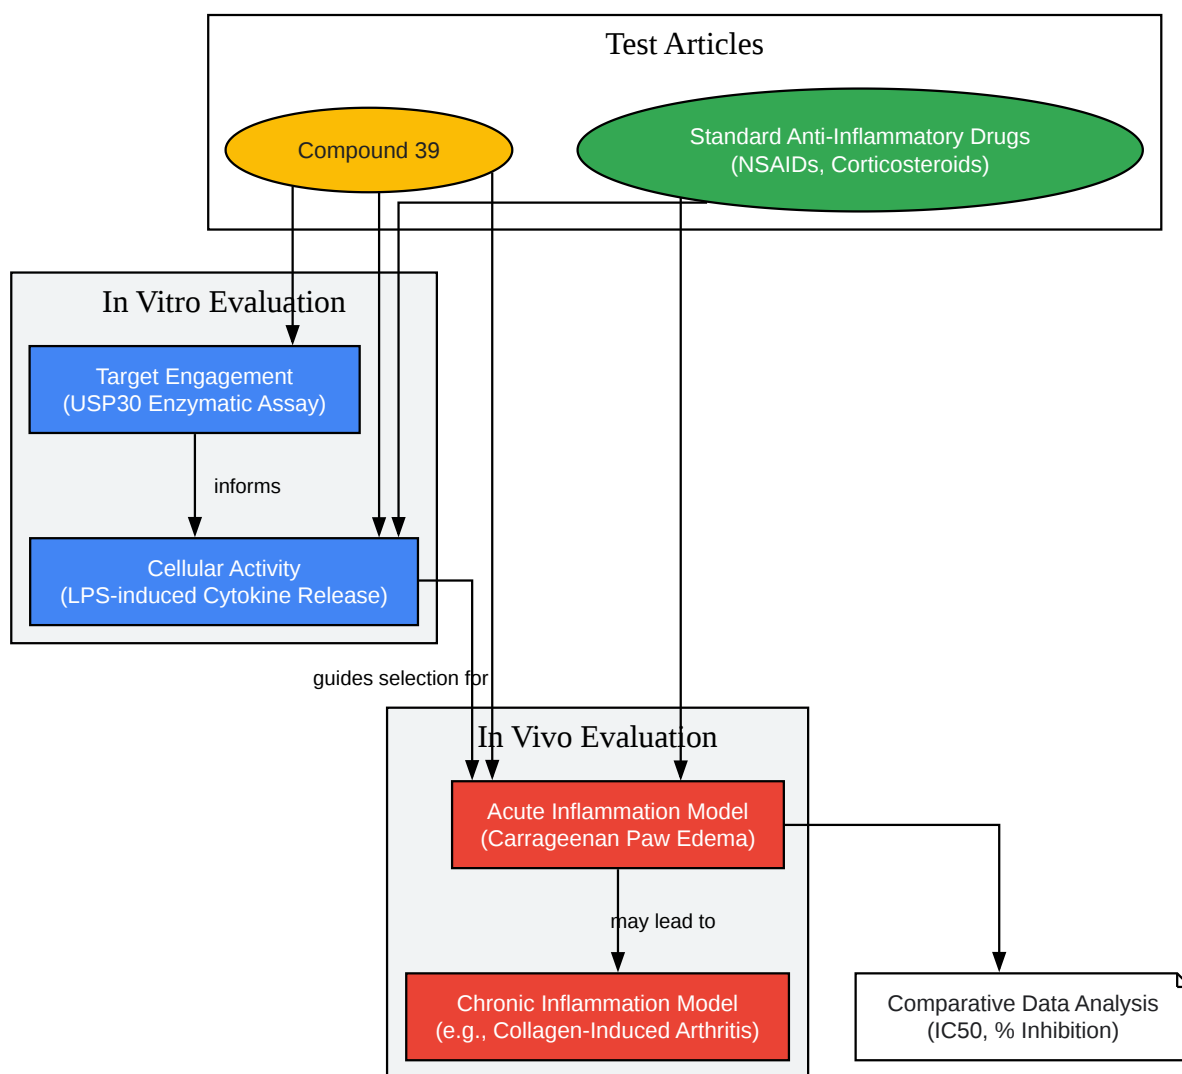 Test Articles
Compound 39
Standard Anti-Inflammatory Drugs
(NSAIDs, Corticosteroids)
In Vitro Evaluation
Target Engagement
(USP30 Enzymatic Assay)
informs
Cellular Activity
(LPS-induced Cytokine Release)
guides selection for
In Vivo Evaluation
Acute Inflammation Model
(Carrageenan Paw Edema)
may lead to
Chronic Inflammation Model
(e.g., Collagen-Induced Arthritis)
Comparative Data Analysis
(IC50, % Inhibition)